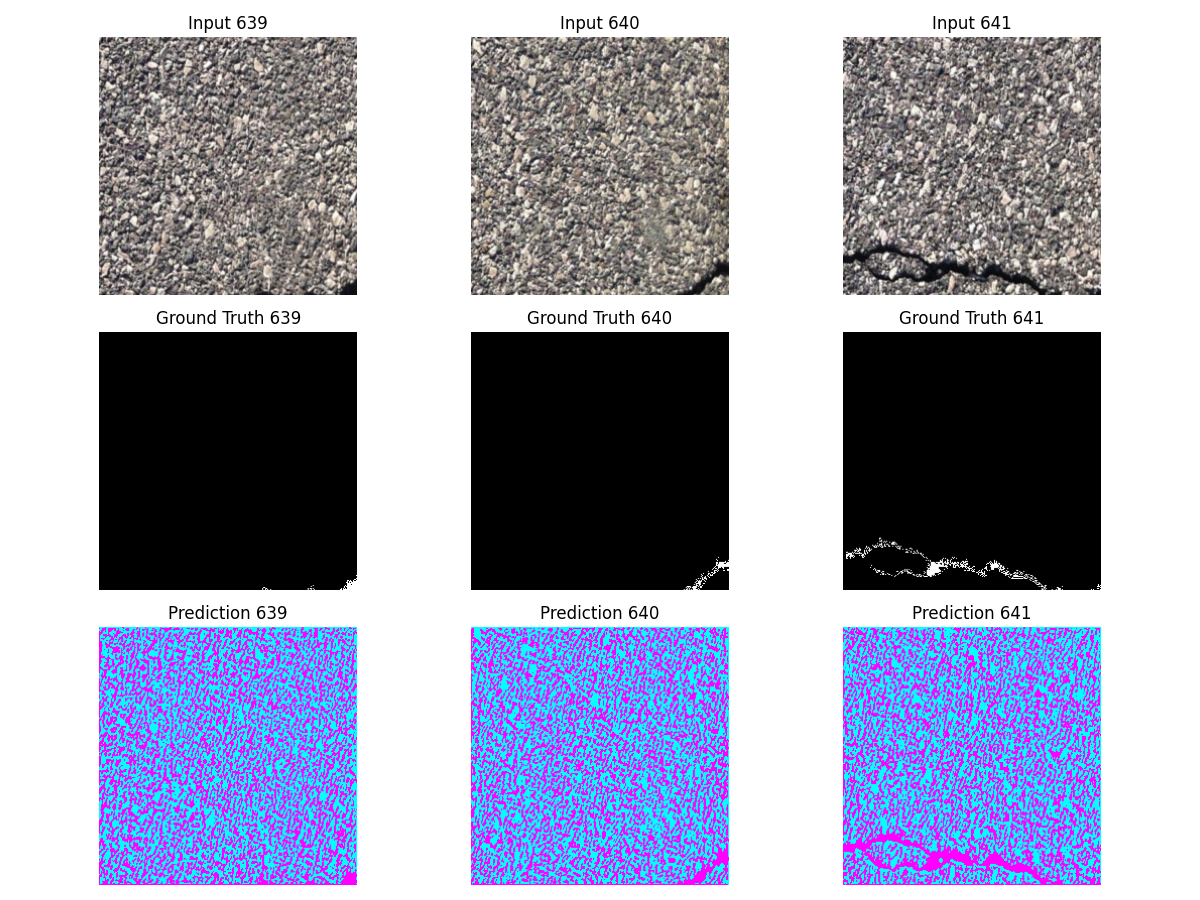 Input 639
Input 640
Input 641
Ground Truth 639
Ground Truth 640
Ground Truth 641
Prediction 639
Prediction 640
Prediction 641